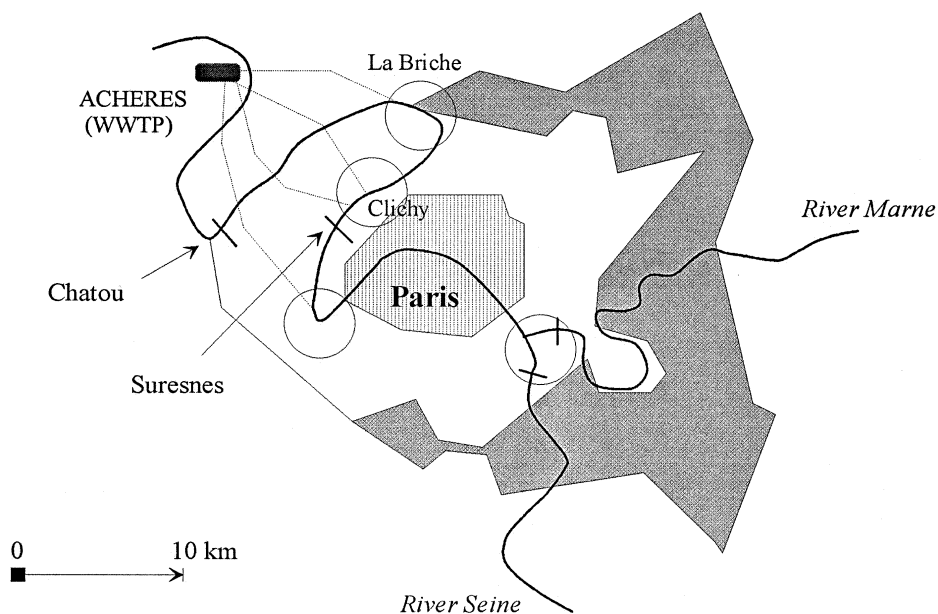 La Briche
ACHERES
(WWTP)
Clichy
River Marne
Chatou
Paris
Suresnes
0
10 km
River Seine